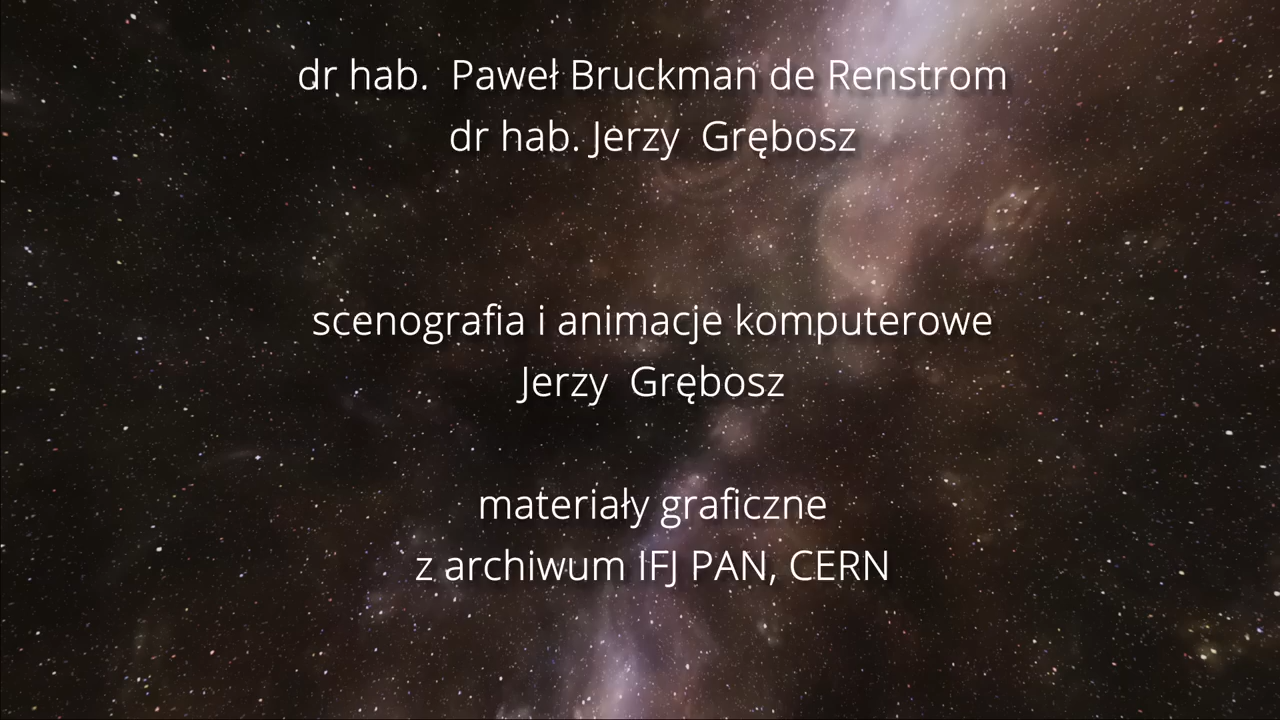 dr hab. Paweł Bruckman de Renstrom
dr hab. Jerzy Grębosz
scenografia i animacje komputerowe
Jerzy Grębosz
materiały graficzne
z archiwum IFJ PAN, CERN